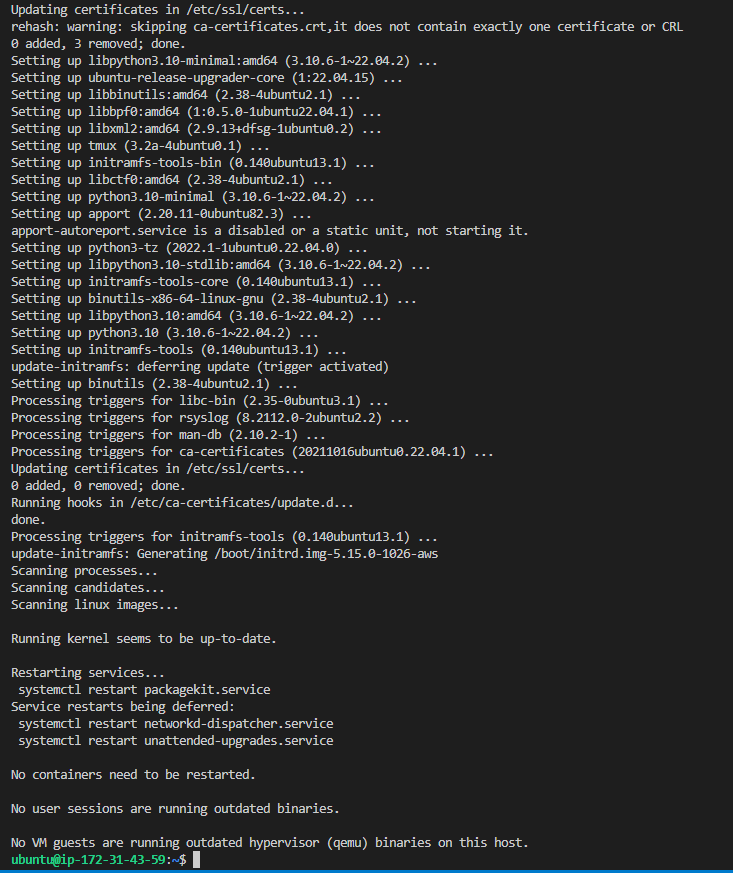 Updating certificates in /etc/ssl/certs...
rehash: warning: skipping ca-certificates.crt,it does not contain exactly one certificate or CRL
0 added, 3 removed; done.
Setting up libpython3.10-minimal:amd64 (3.10.6-1~22.04.2) ...
Setting up ubuntu-release-upgrader-core (1:22.04.15) ...
Setting up libbinutils:amd64 (2.38-4ubuntu2.1) ...
Setting up libbpf0:amd64 (1:0.5.0-1ubuntu22.04.1) ...
Setting up libxml2:amd64 (2.9.13+dfsg-1ubuntu0.2) ...
Setting up tmux (3.2a-4ubuntu0.1) ...
Setting up initramfs-tools-bin (0.140ubuntu13.1) ...
Setting up libctf0:amd64 (2.38-4ubuntu2.1) ...
Setting up python3.10-minimal (3.10.6-1~22.04.2) ...
Setting up apport (2.20.11-0ubuntu82.3) ...
apport-autoreport.service is a disabled or a static unit, not starting it.
Setting up python3-tz (2022.1-1ubuntu0.22.04.0) ...
Setting up libpython3.10-stdlib:amd64 (3.10.6-1~22.04.2) ...
Setting up initramfs-tools-core (0.140ubuntu13.1) ...
Setting up binutils-x86-64-linux-gnu (2.38-4ubuntu2.1) ...
Setting up libpython3.10:amd64 (3.10.6-1~22.04.2) ...
Setting up python3.10 (3.10.6-1~22.04.2) ...
Setting up initramfs-tools (0.140ubuntu13.1) ...
update-initramfs: deferring update (trigger activated)
Setting up binutils (2.38-4ubuntu2.1) ...
Processing triggers for libc-bin (2.35-0ubuntu3.1) ...
Processing triggers for rsyslog (8.2112.0-2ubuntu2.2) ...
Processing triggers for man-db (2.10.2-1) ...
Processing triggers for ca-certificates (20211016ubuntu0.22.04.1) ...
Updating certificates in /etc/ssl/certs...
0 added, 0 removed; done.
Running hooks in /etc/ca-certificates/update.d...
done.
Processing triggers for initramfs-tools (0.140ubuntu13.1) ...
update-initramfs: Generating /boot/initrd.img-5.15.0-1026-aws
Scanning processes...
Scanning candidates...
Scanning linux images...
Running kernel seems to be up-to-date.
Restarting services...
systemctl restart packagekit.service
Service restarts being deferred:
systemctl restart networkd-dispatcher.service
systemctl restart unattended-upgrades.service
No containers need to be restarted.
No user sessions are running outdated binaries.
No VM guests are running outdated hypervisor (qemu) binaries on this host.
ubuntu@ip-172-31-43-59:~$